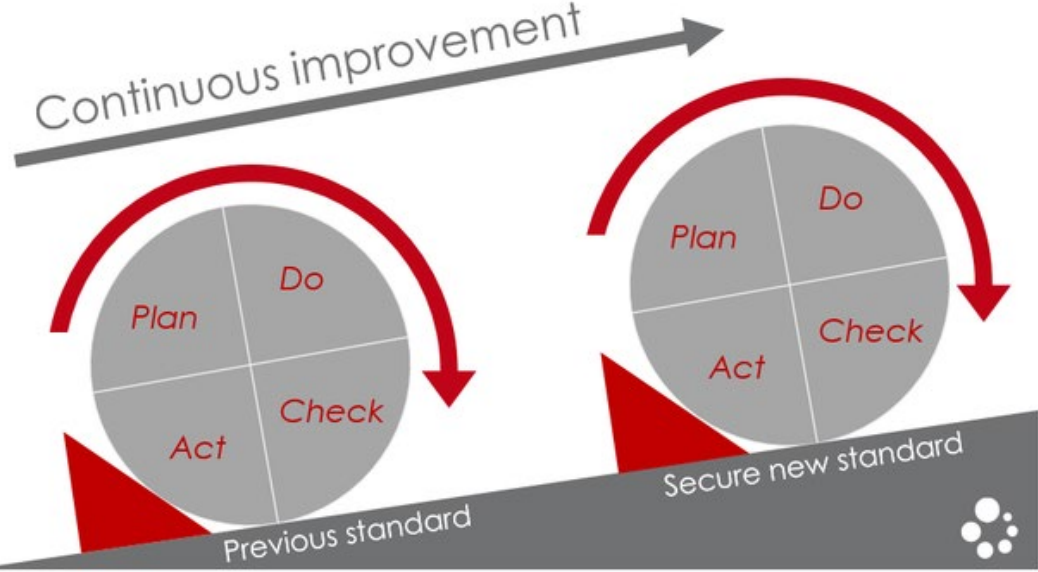 Continuous improvement
Plan
Do
Check
Act
Previous standard
Plan
Do
Check
Act
Secure new standard